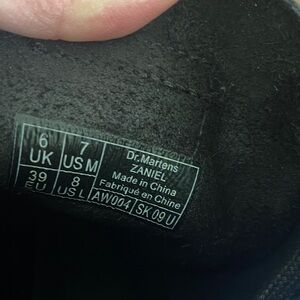 6 UK 7 US M
39 EU 8 US L
Dr.Martens
ZANIEL
Made in China
Fabriqué en Chine
AW004 SK 09 U